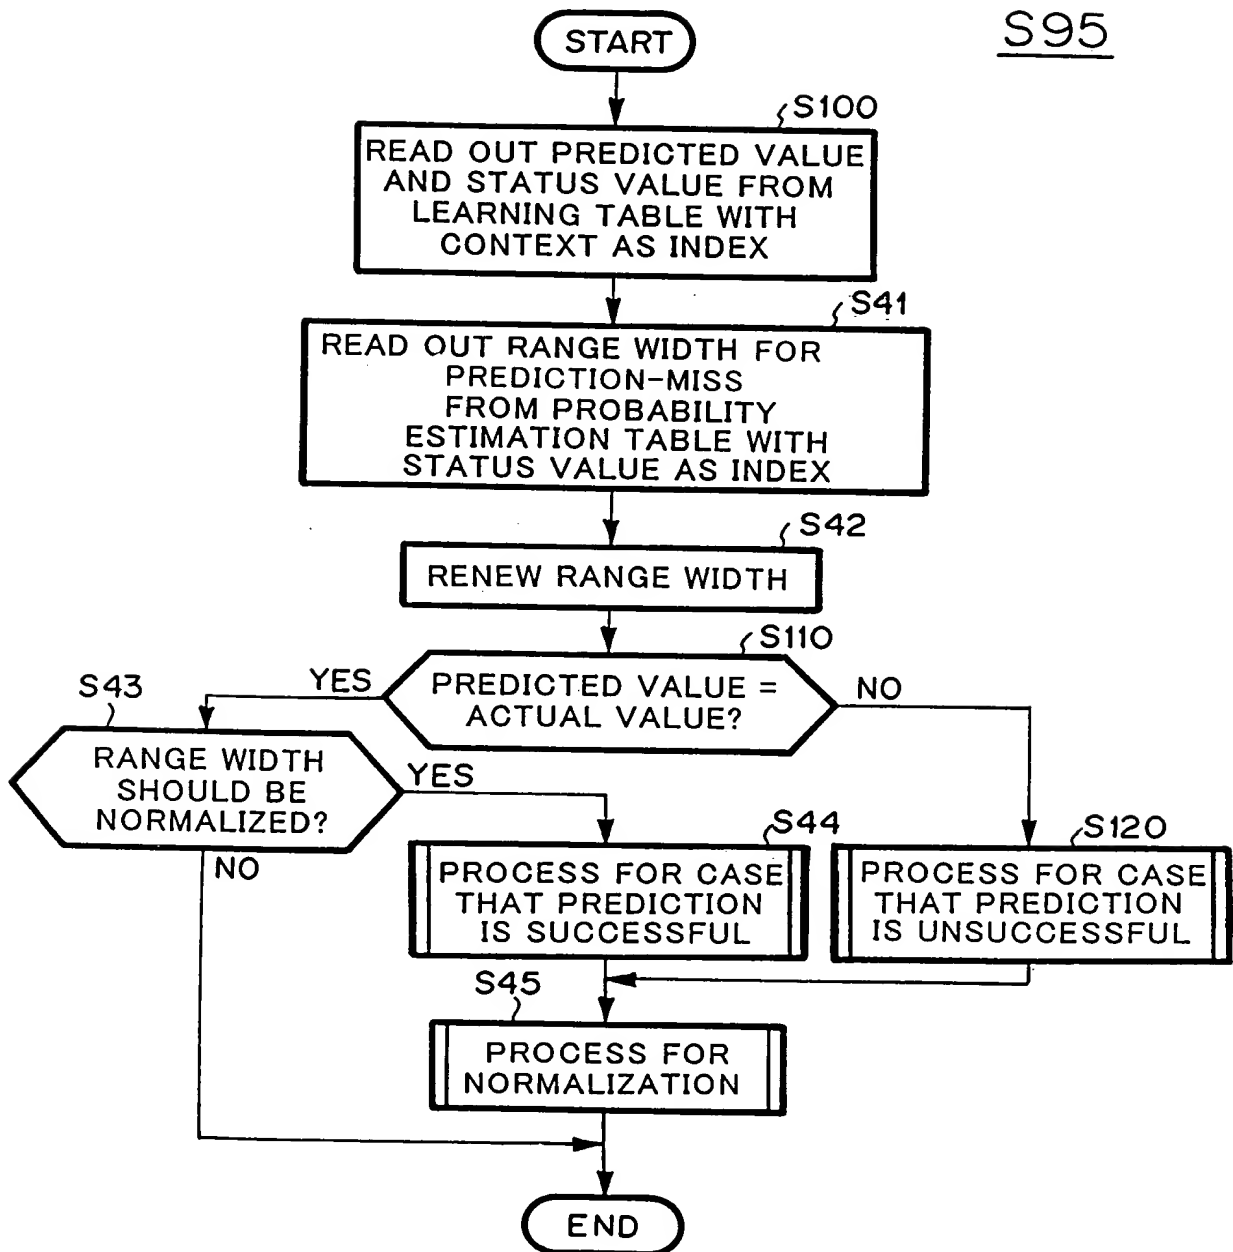 START
S95
S100
READ OUT PREDICTED VALUE
AND STATUS VALUE FROM
LEARNING TABLE WITH
CONTEXT AS INDEX
S41
READ OUT RANGE WIDTH FOR
PREDICTION-MISS
FROM PROBABILITY
ESTIMATION TABLE WITH
STATUS VALUE AS INDEX
S42
RENEW RANGE WIDTH
S110
PREDICTED VALUE =
ACTUAL VALUE?
YES
NO
S43
RANGE WIDTH
SHOULD BE
NORMALIZED?
YES
NO
S44
PROCESS FOR CASE
THAT PREDICTION
IS SUCCESSFUL
S120
PROCESS FOR CASE
THAT PREDICTION
IS UNSUCCESSFUL
S45
PROCESS FOR
NORMALIZATION
END